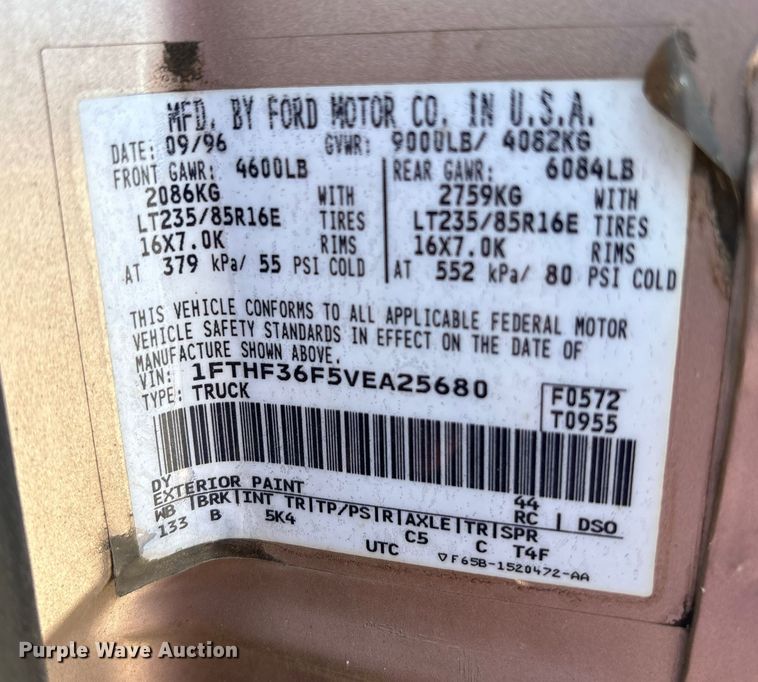 MFD. BY FORD MOTOR CO. IN U.S.A.
DATE: 09/96 GVWR: 9000LB/ 4082KG
FRONT GAWR: 4600LB REAR GAWR: 6084LB
2086KG WITH 2759KG WITH
LT235/85R16E TIRES LT235/85R16E TIRES
16X7.0K RIMS 16X7.0K RIMS
AT 379 kPa/ 55 PSI COLD AT 552 kPa/ 80 PSI COLD
THIS VEHICLE CONFORMS TO ALL APPLICABLE FEDERAL MOTOR
VEHICLE SAFETY STANDARDS IN EFFECT ON THE DATE OF
MANUFACTURE SHOWN ABOVE.
VIN: 1FTHF36F5VEA25680
TYPE: TRUCK F0572
T0955
DY
EXTERIOR PAINT 44
WB |BRK|INT TR|TP/PS|R|AXLE|TR|SPR RC | DSO
133 B 5K4 C5 C T4F
UTC ▽F65B-1520472-AA
Purple Wave Auction